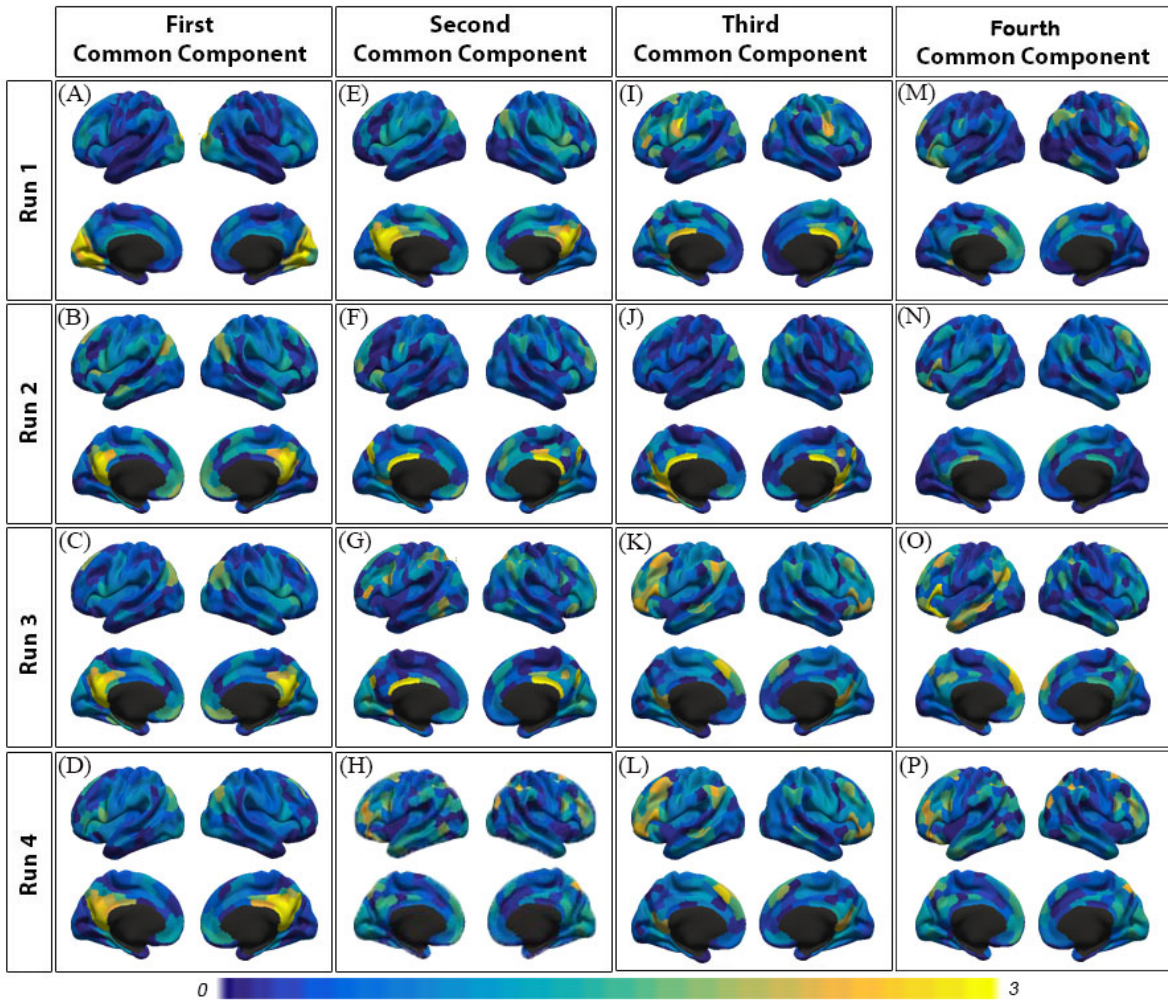 First
Common Component
Second
Common Component
Third
Common Component
Fourth
Common Component
Run 1
(A)
(E)
(I)
(M)
Run 2
(B)
(F)
(J)
(N)
Run 3
(C)
(G)
(K)
(O)
Run 4
(D)
(H)
(L)
(P)
0
3